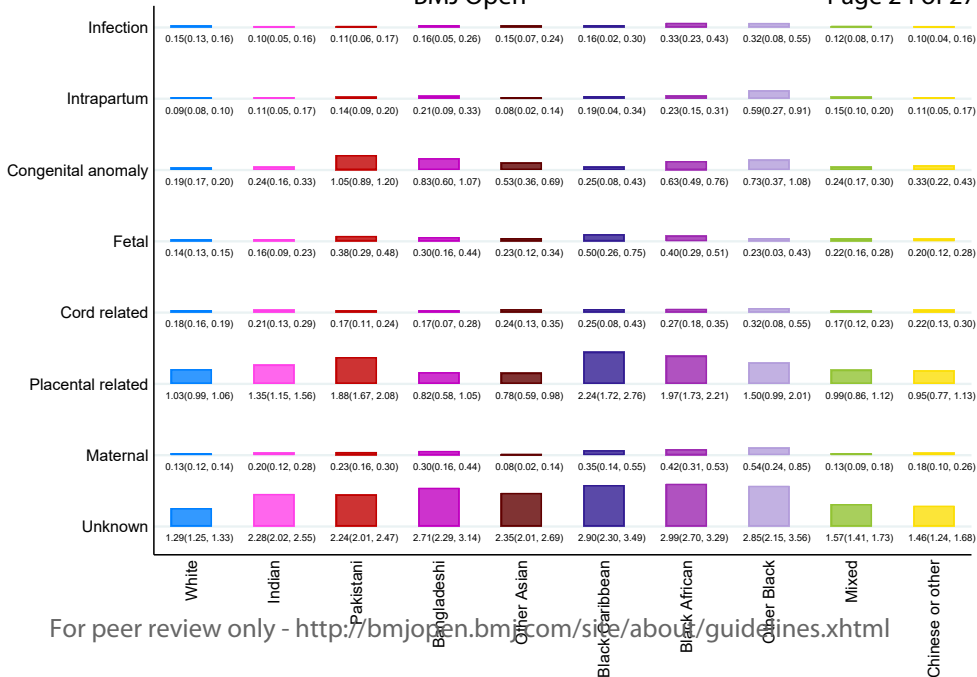 BMJ Open Page 24 of 27
Infection
0.15(0.13, 0.16) 0.10(0.05, 0.16) 0.11(0.06, 0.17) 0.16(0.05, 0.26) 0.15(0.07, 0.24) 0.16(0.02, 0.30) 0.33(0.23, 0.43) 0.32(0.08, 0.55) 0.12(0.08, 0.17) 0.10(0.04, 0.16)
Intrapartum
0.09(0.08, 0.10) 0.11(0.05, 0.17) 0.14(0.09, 0.20) 0.21(0.09, 0.33) 0.08(0.02, 0.14) 0.19(0.04, 0.34) 0.23(0.15, 0.31) 0.59(0.27, 0.91) 0.15(0.10, 0.20) 0.11(0.05, 0.17)
Congenital anomaly
0.19(0.17, 0.20) 0.24(0.16, 0.33) 1.05(0.89, 1.20) 0.83(0.60, 1.07) 0.53(0.36, 0.69) 0.25(0.08, 0.43) 0.63(0.49, 0.76) 0.73(0.37, 1.08) 0.24(0.17, 0.30) 0.33(0.22, 0.43)
Fetal
0.14(0.13, 0.15) 0.16(0.09, 0.23) 0.38(0.29, 0.48) 0.30(0.16, 0.44) 0.23(0.12, 0.34) 0.50(0.26, 0.75) 0.40(0.29, 0.51) 0.23(0.03, 0.43) 0.22(0.16, 0.28) 0.20(0.12, 0.28)
Cord related
0.18(0.16, 0.19) 0.21(0.13, 0.29) 0.17(0.11, 0.24) 0.17(0.07, 0.28) 0.24(0.13, 0.35) 0.25(0.08, 0.43) 0.27(0.18, 0.35) 0.32(0.08, 0.55) 0.17(0.12, 0.23) 0.22(0.13, 0.30)
Placental related
1.03(0.99, 1.06) 1.35(1.15, 1.56) 1.88(1.67, 2.08) 0.82(0.58, 1.05) 0.78(0.59, 0.98) 2.24(1.72, 2.76) 1.97(1.73, 2.21) 1.50(0.99, 2.01) 0.99(0.86, 1.12) 0.95(0.77, 1.13)
Maternal
0.13(0.12, 0.14) 0.20(0.12, 0.28) 0.23(0.16, 0.30) 0.30(0.16, 0.44) 0.08(0.02, 0.14) 0.35(0.14, 0.55) 0.42(0.31, 0.53) 0.54(0.24, 0.85) 0.13(0.09, 0.18) 0.18(0.10, 0.26)
Unknown
1.29(1.25, 1.33) 2.28(2.02, 2.55) 2.24(2.01, 2.47) 2.71(2.29, 3.14) 2.35(2.01, 2.69) 2.90(2.30, 3.49) 2.99(2.70, 3.29) 2.85(2.15, 3.56) 1.57(1.41, 1.73) 1.46(1.24, 1.68)
White
Indian
Pakistani
Bangladeshi
Other Asian
Black Caribbean
Black African
Other Black
Mixed
Chinese or other
For peer review only - http://bmjopen.bmj.com/site/about/guidelines.xhtml